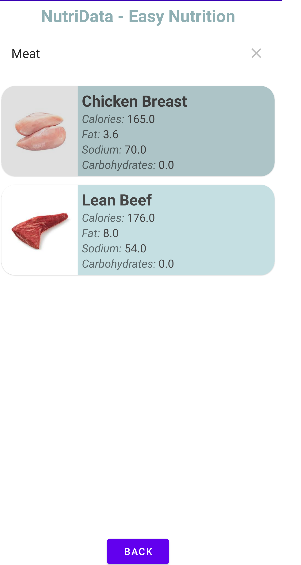 NutriData - Easy Nutrition
Meat
Chicken Breast
Calories: 165.0
Fat: 3.6
Sodium: 70.0
Carbohydrates: 0.0
Lean Beef
Calories: 176.0
Fat: 8.0
Sodium: 54.0
Carbohydrates: 0.0
BACK